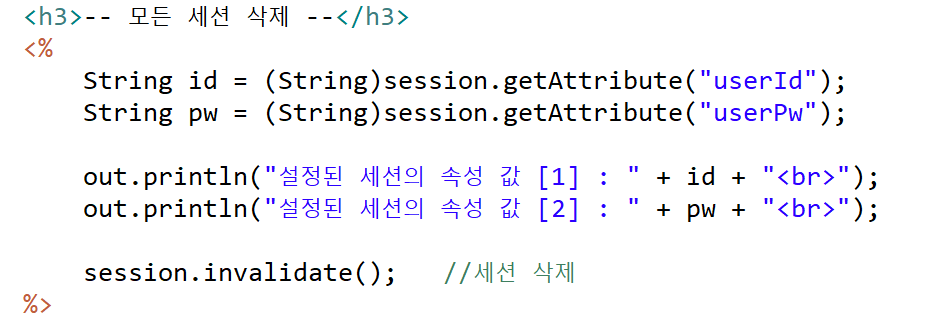 <h3>-- 모든 세션 삭제 --</h3>
<%
String id = (String)session.getAttribute("userId");
String pw = (String)session.getAttribute("userPw");
out.println("설정된 세션의 속성 값 [1] : " + id + "<br>");
out.println("설정된 세션의 속성 값 [2] : " + pw + "<br>");
session.invalidate();   //세션 삭제
%>